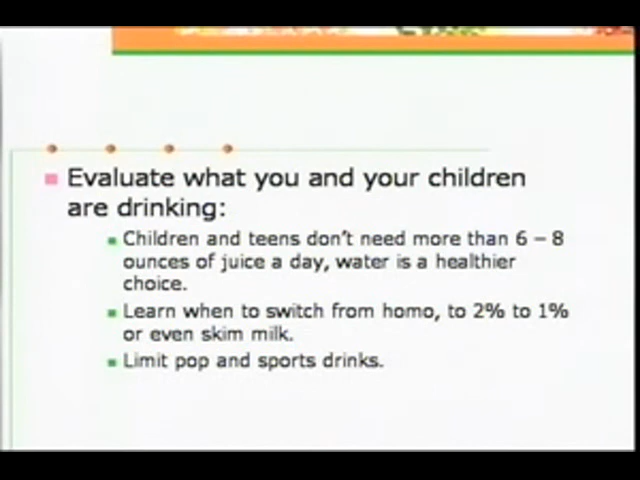 Evaluate what you and your children
are drinking:
Children and teens don't need more than 6 – 8
ounces of juice a day, water is a healthier
choice.
Learn when to switch from homo, to 2% to 1%
or even skim milk.
Limit pop and sports drinks.